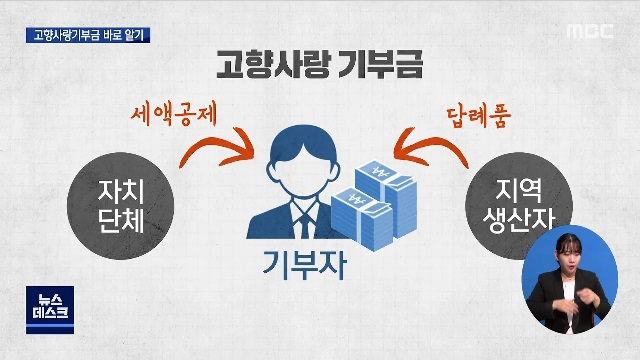 고향사랑기부금 바로 알기
MBC
고향사랑 기부금
세액공제
답례품
자치
단체
지역
생산자
기부자
뉴스
데스크